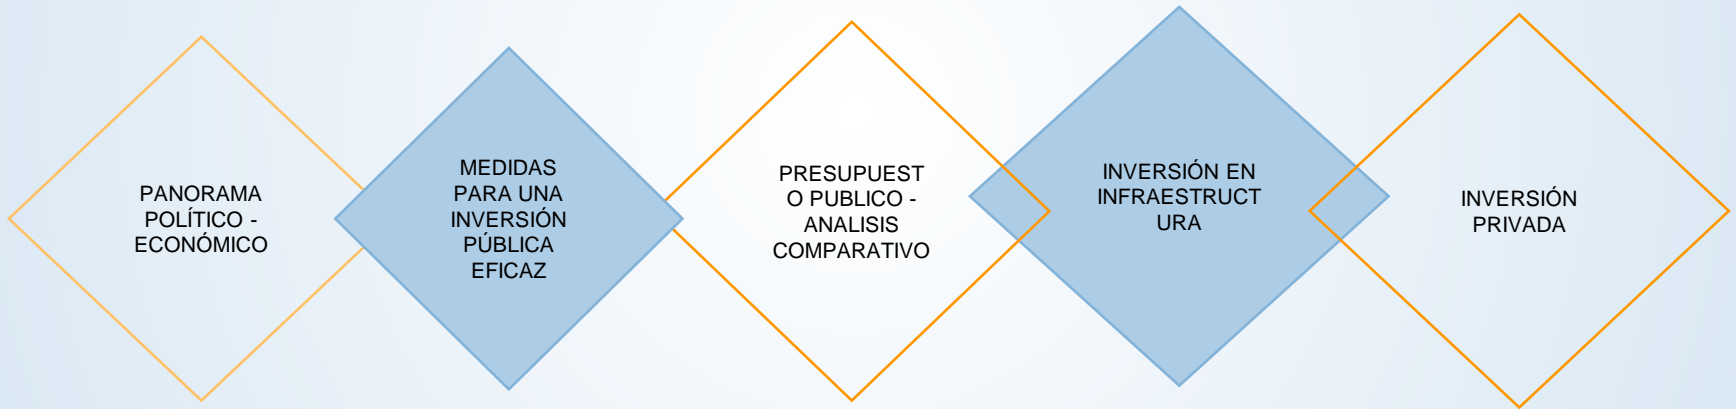 PANORAMA
POLÍTICO -
ECONÓMICO
MEDIDAS
PARA UNA
INVERSIÓN
PÚBLICA
EFICAZ
PRESUPUEST
O PUBLICO -
ANALISIS
COMPARATIVO
INVERSIÓN EN
INFRAESTRUCT
URA
INVERSIÓN
PRIVADA